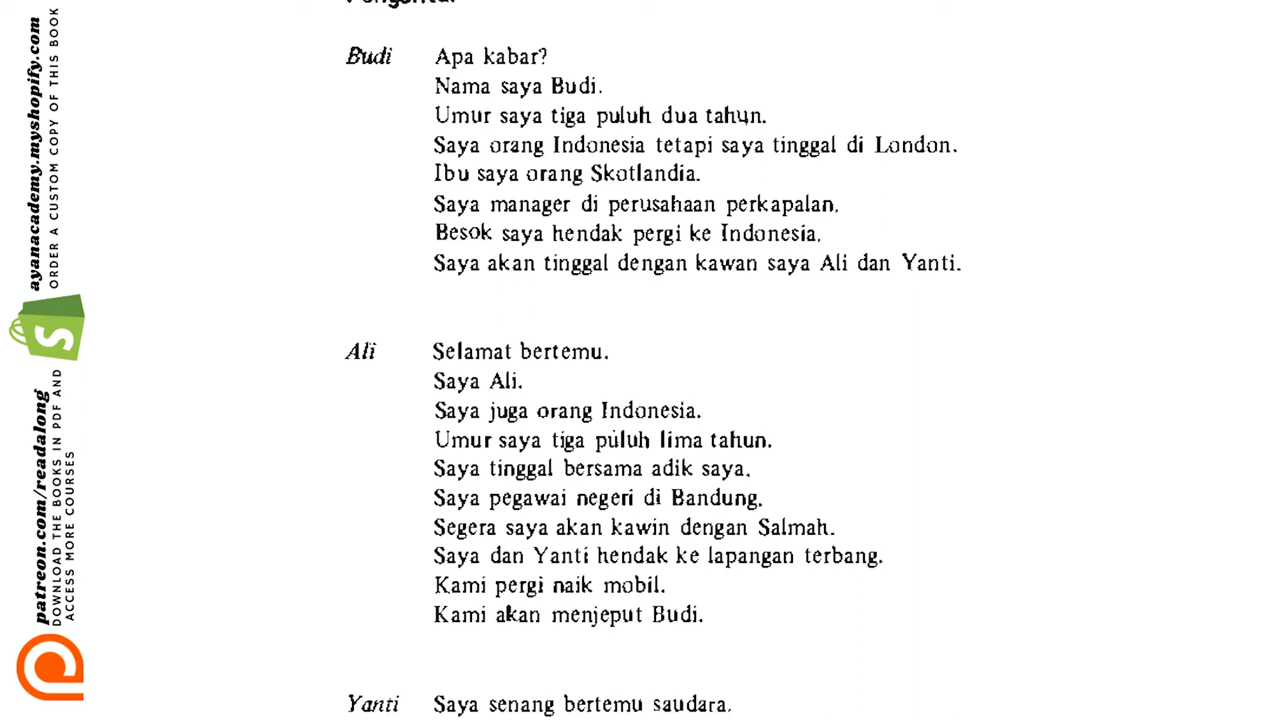 Budi Apa kabar?
Nama saya Budi.
Umur saya tiga puluh dua tahun.
Saya orang Indonesia tetapi saya tinggal di London.
Ibu saya orang Skotlandia.
Saya manager di perusahaan perkapalan.
Besok saya hendak pergi ke Indonesia.
Saya akan tinggal dengan kawan saya Ali dan Yanti.
Ali Selamat bertemu.
Saya Ali.
Saya juga orang Indonesia.
Umur saya tiga puluh lima tahun.
Saya tinggal bersama adik saya.
Saya pegawai negeri di Bandung.
Segera saya akan kawin dengan Salmah.
Saya dan Yanti hendak ke lapangan terbang.
Kami pergi naik mobil.
Kami akan menjeput Budi.
Yanti Saya senang bertemu saudara.
ayanacademy.myshopify.com
ORDER A CUSTOM COPY OF THIS BOOK
patreon.com/readalong
DOWNLOAD THE BOOKS IN PDF AND
ACCESS MORE COURSES